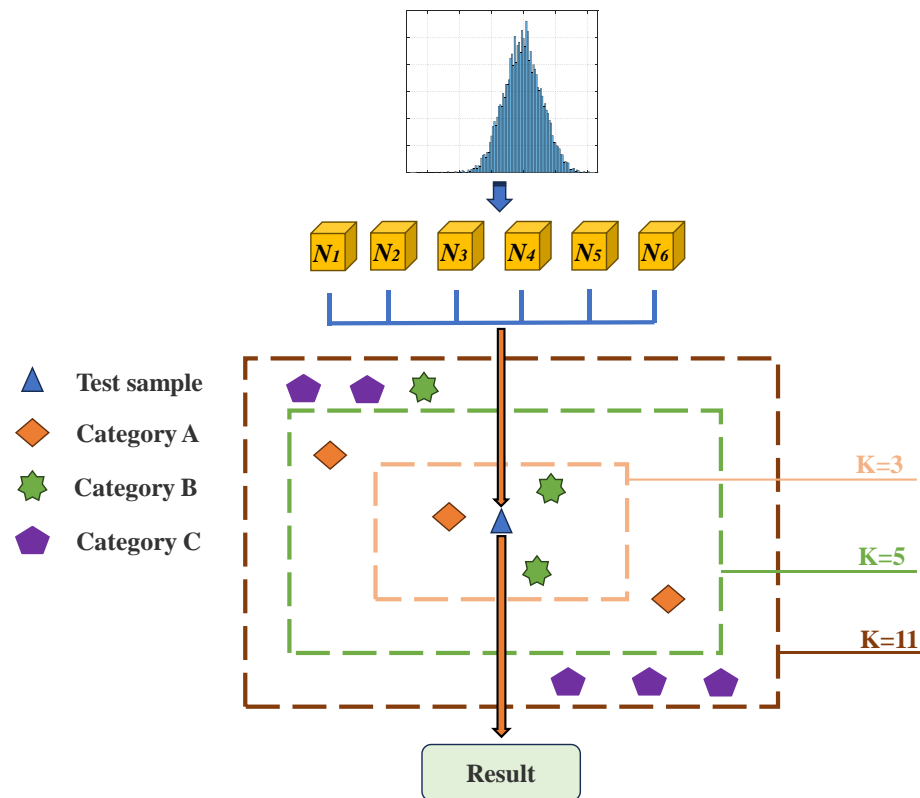 N1 N2 N3 N4 N5 N6
Test sample
Category A
Category B
Category C
K=3
K=5
K=11
Result